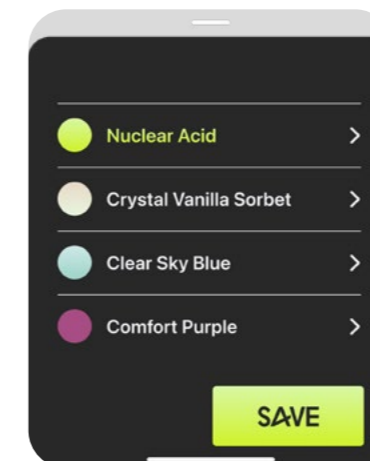 Nuclear Acid
Crystal Vanilla Sorbet
Clear Sky Blue
Comfort Purple
SAVE